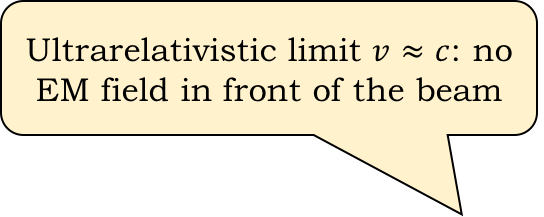 Ultrarelativistic limit 𝑣 ≈ 𝑐: no
EM field in front of the beam